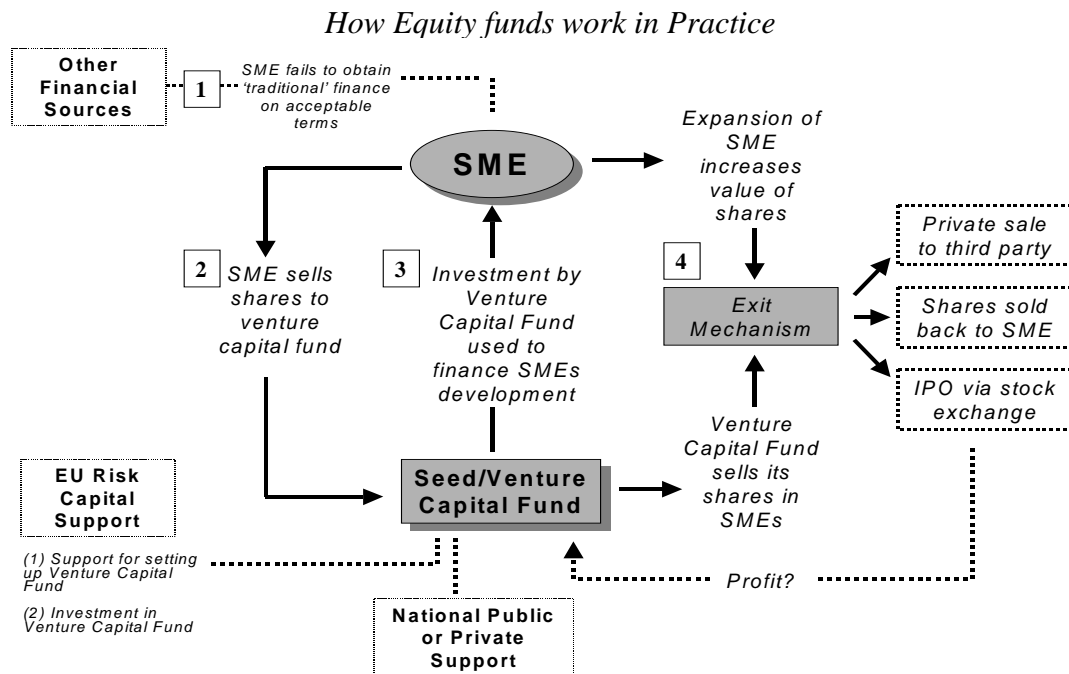 How Equity funds work in Practice
Other
Financial
Sources
1
SME fails to obtain
'traditional' finance
on acceptable
terms
SME
Expansion of
SME
increases
value of
shares
2
SME sells
shares to
venture
capital fund
3
Investment by
Venture
Capital Fund
used to
finance SMEs
development
4
Exit
Mechanism
Private sale
to third party
Shares sold
back to SME
IPO via stock
exchange
Venture
Capital Fund
sells its
shares in
SMEs
Seed/Venture
Capital Fund
EU Risk
Capital
Support
(1) Support for setting
up Venture Capital
Fund
(2) Investment in
Venture Capital Fund
National Public
or Private
Support
Profit?